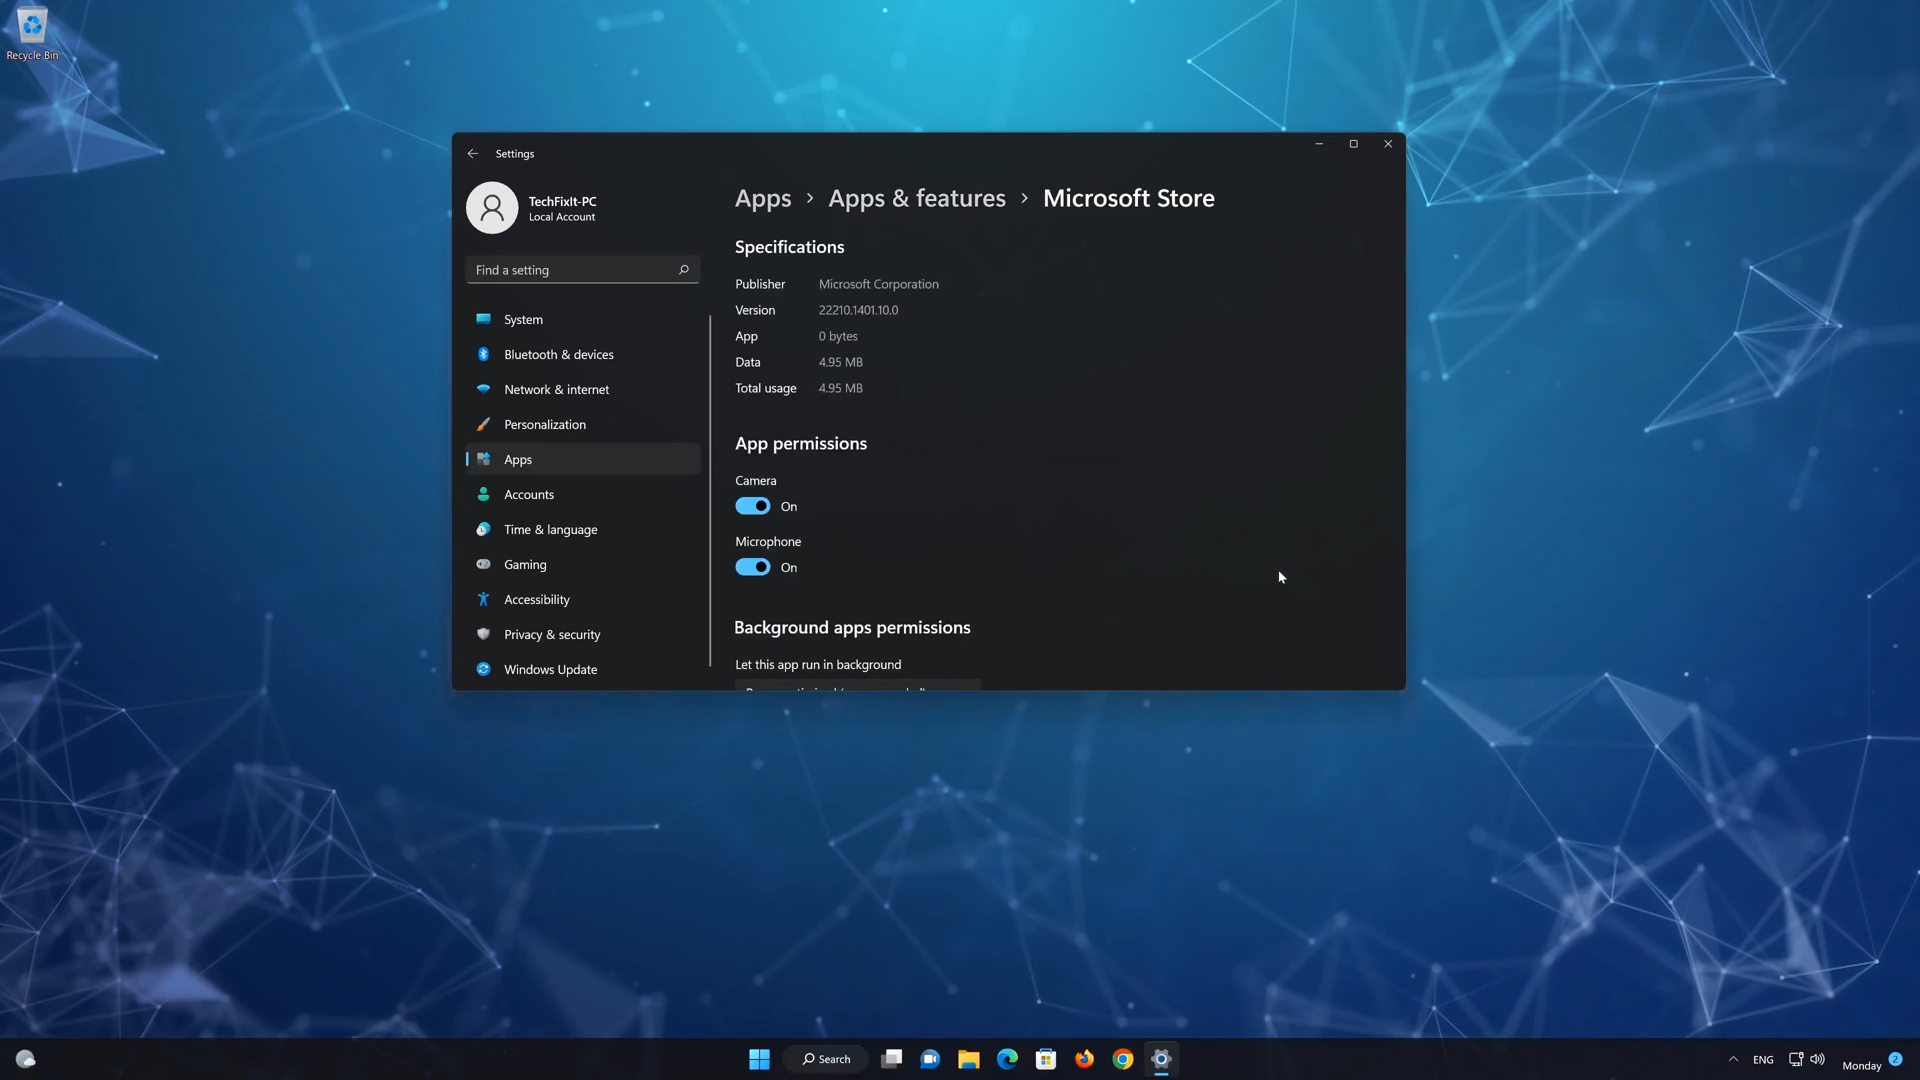 Recycle Bin
Settings
TechFixIt-PC
Local Account
Find a setting
System
Bluetooth & devices
Network & internet
Personalization
Apps
Accounts
Time & language
Gaming
Accessibility
Privacy & security
Windows Update
Apps > Apps & features > Microsoft Store
Specifications
Publisher Microsoft Corporation
Version 22210.1401.10.0
App 0 bytes
Data 4.95 MB
Total usage 4.95 MB
App permissions
Camera
On
Microphone
On
Background apps permissions
Let this app run in background
Search
ENG
Monday 2